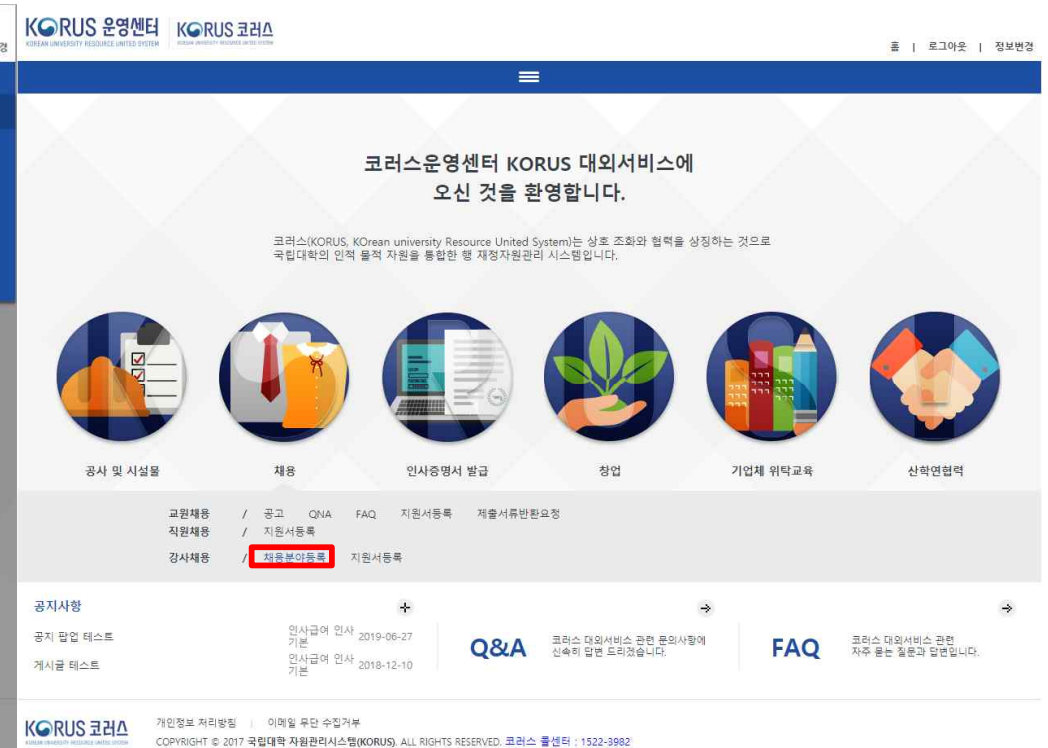 KORUS 운영센터 KORUS 코러스
KOREAN UNIVERSITY RESOURCE UNITED SYSTEM KOREAN UNIVERSITY RESOURCE UNITED SYSTEM
경
홈 | 로그아웃 | 정보변경
코러스운영센터 KORUS 대외서비스에
오신 것을 환영합니다.
코러스(KORUS, KOrean university Resource United System)는 상호 조화와 협력을 상징하는 것으로
국립대학의 인적 물적 자원을 통합한 행 재정자원관리 시스템입니다.
공사 및 시설물 채용 인사증명서 발급 창업 기업체 위탁교육 산학연협력
교원채용 / 공고 QNA FAQ 지원서등록 제출서류반환요청
직원채용 / 지원서등록
강사채용 / 채용분야등록 지원서등록
공지사항
공지 팝업 테스트 인사급여 인사기본 2019-06-27
게시글 테스트 인사급여 인사기본 2018-12-10
Q&A 코러스 대외서비스 관련 문의사항에
신속히 답변 드리겠습니다.
FAQ 코러스 대외서비스 관련
자주 묻는 질문과 답변입니다.
KORUS 코러스
KOREAN UNIVERSITY RESOURCE UNITED SYSTEM
개인정보 처리방침 | 이메일 무단 수집거부
COPYRIGHT © 2017 국립대학 자원관리시스템(KORUS). ALL RIGHTS RESERVED. 코러스 콜센터 : 1522-3982